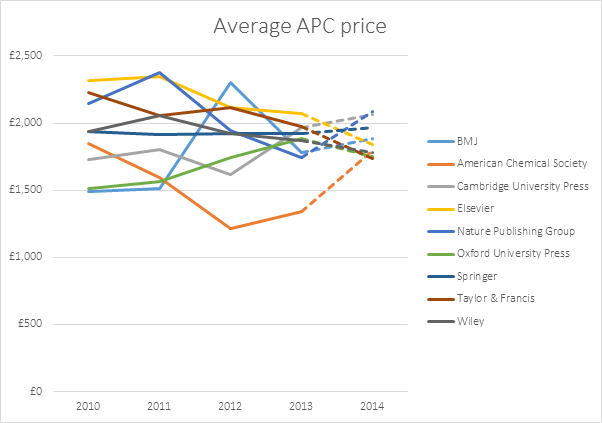 Average APC price
£2,500
£2,000
£1,500
£1,000
£500
£0
2010 2011 2012 2013 2014
BMJ
American Chemical Society
Cambridge University Press
Elsevier
Nature Publishing Group
Oxford University Press
Springer
Taylor & Francis
Wiley